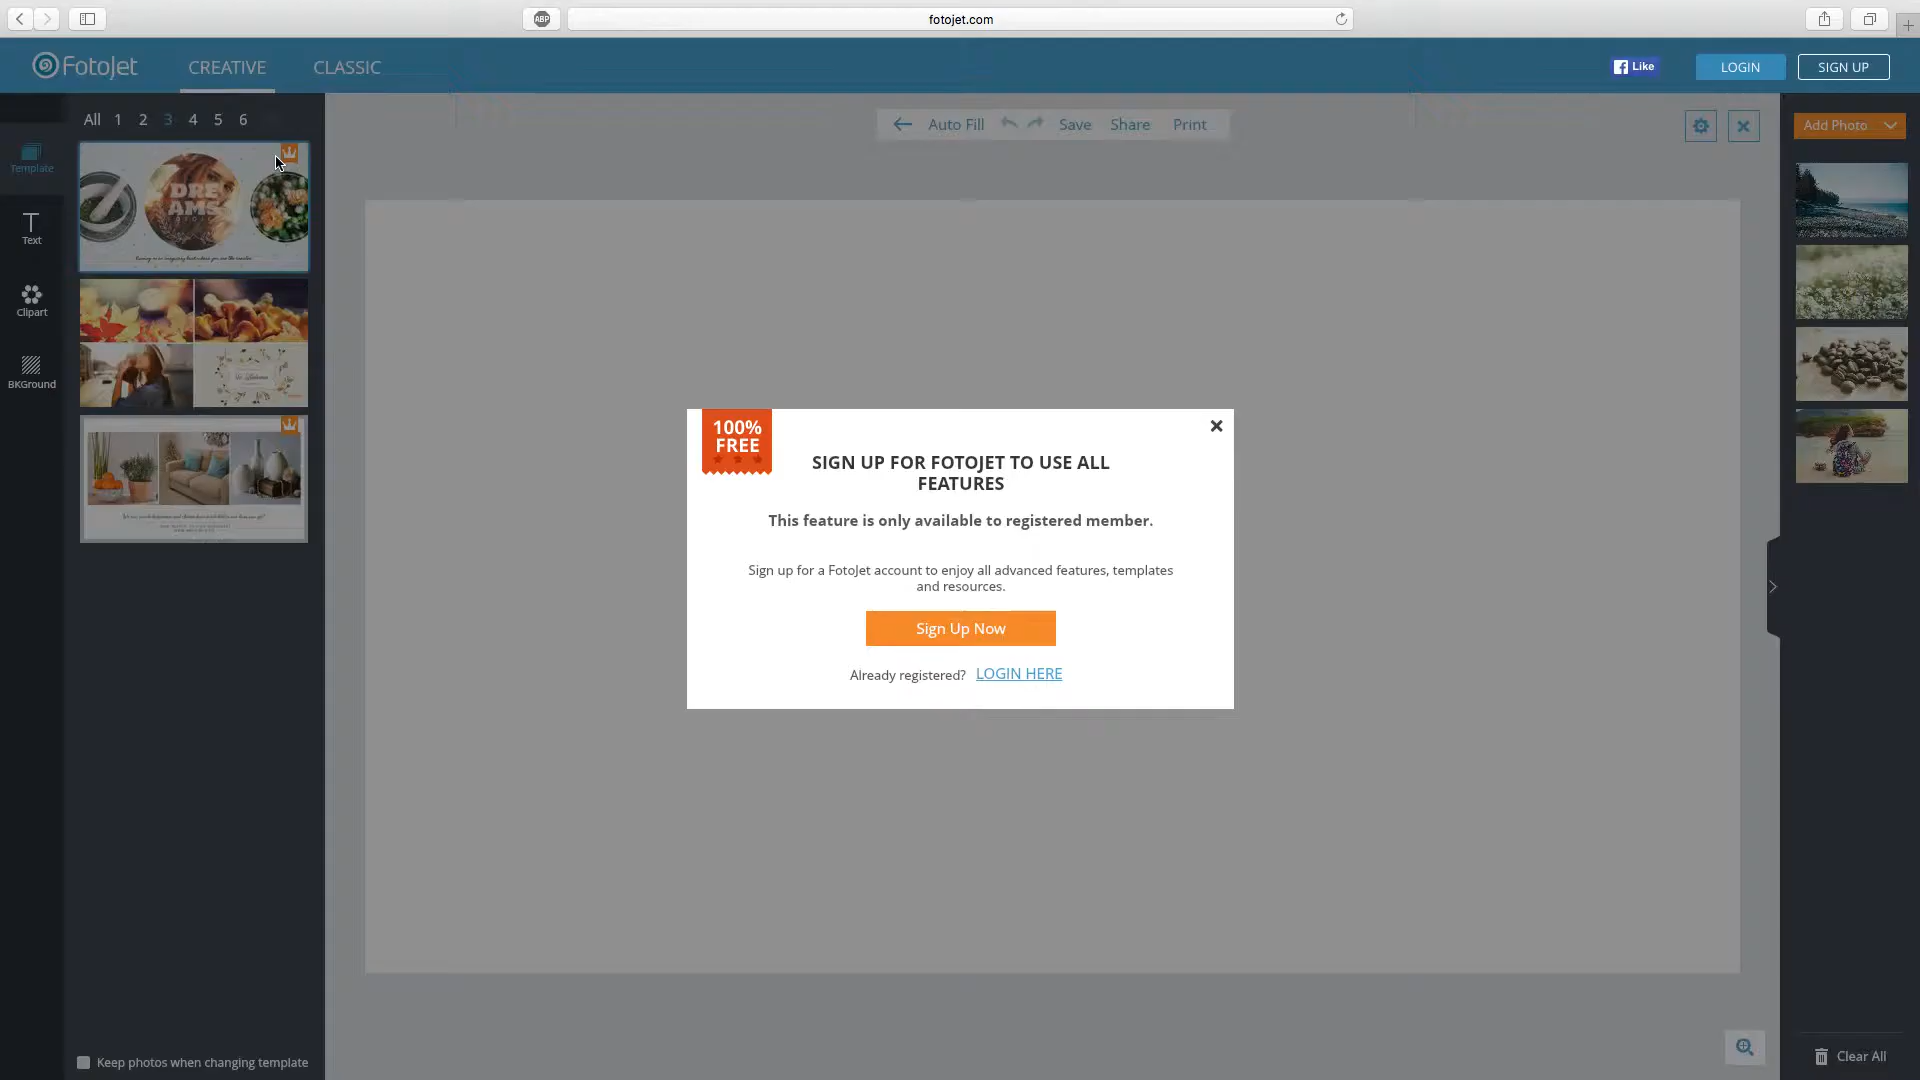 ABP
fotojet.com
FotoJet
CREATIVE
CLASSIC
Like
LOGIN
SIGN UP
All 1 2 3 4 5 6
Auto Fill
Save
Share
Print
Add Photo
Template
DRE
AMS
Text
Clipart
BKGround
100%
FREE
SIGN UP FOR FOTOJET TO USE ALL
FEATURES
This feature is only available to registered member.
Sign up for a FotoJet account to enjoy all advanced features, templates
and resources.
Sign Up Now
Already registered? LOGIN HERE
Keep photos when changing template
Clear All